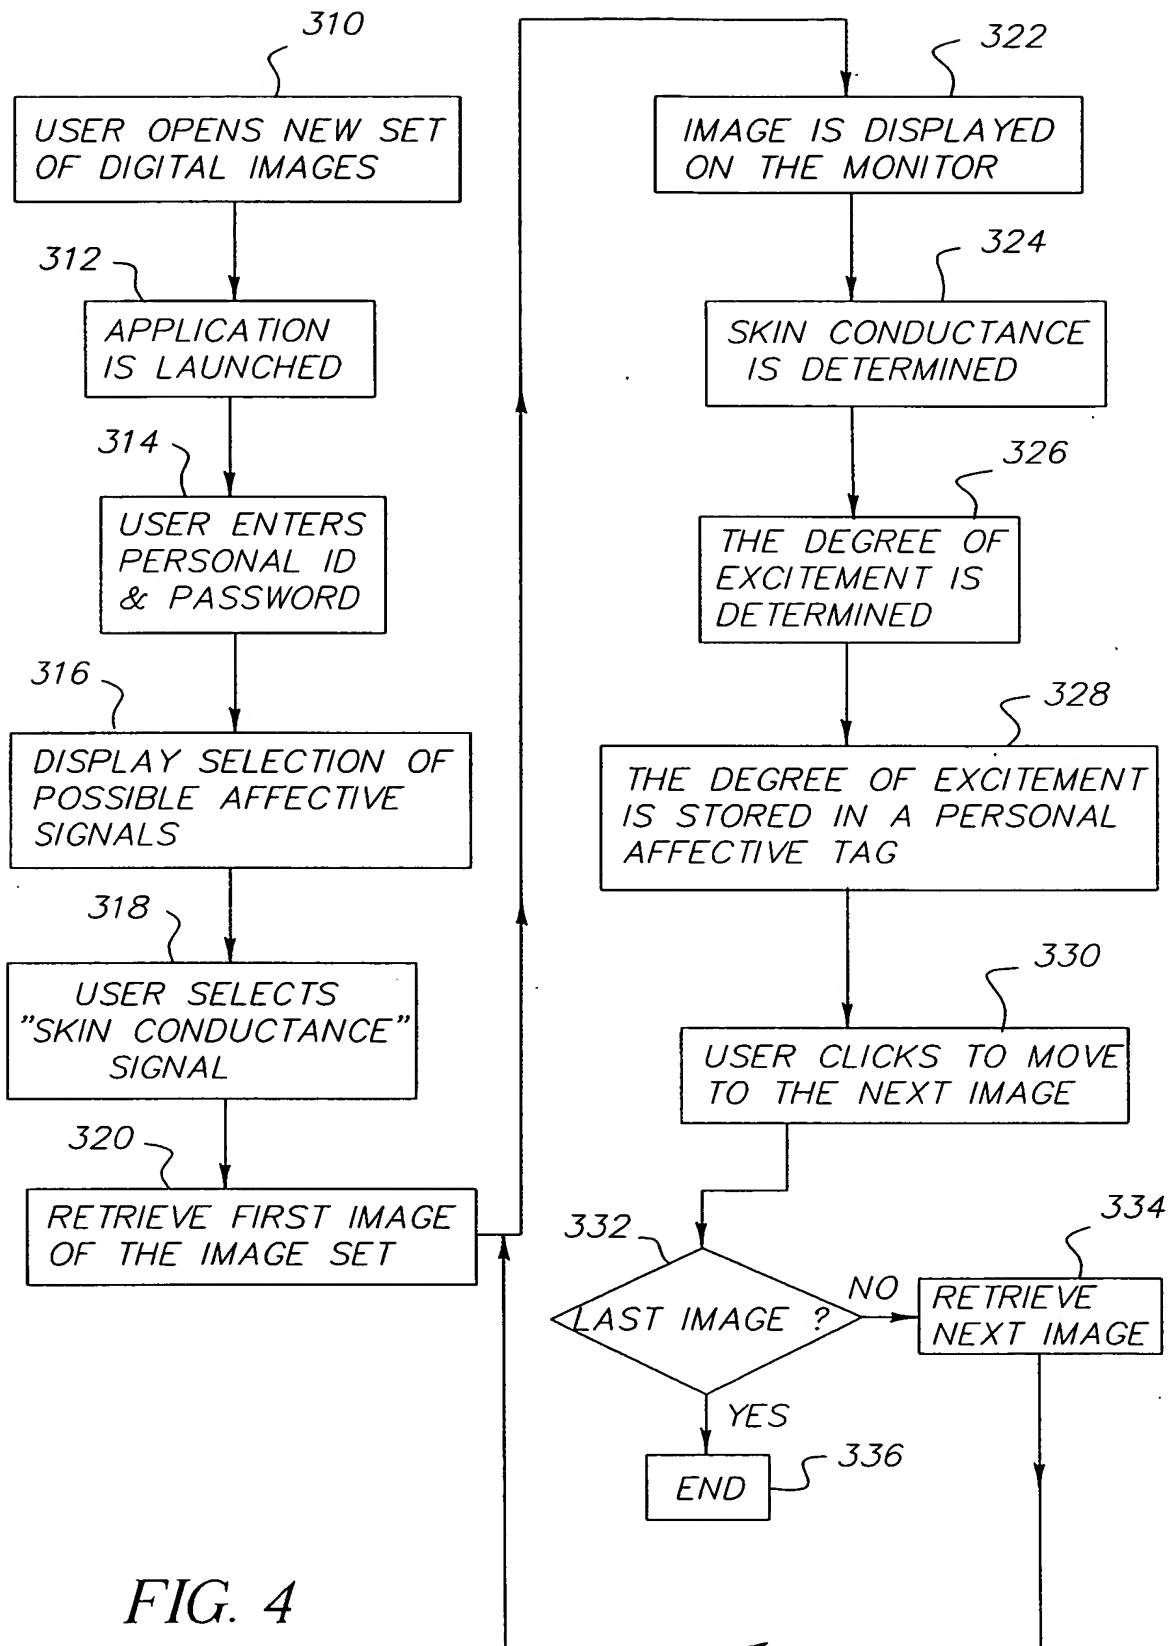 310
USER OPENS NEW SET
OF DIGITAL IMAGES
312
APPLICATION
IS LAUNCHED
314
USER ENTERS
PERSONAL ID
& PASSWORD
316
DISPLAY SELECTION OF
POSSIBLE AFFECTIVE
SIGNALS
318
USER SELECTS
"SKIN CONDUCTANCE"
SIGNAL
320
RETRIEVE FIRST IMAGE
OF THE IMAGE SET
322
IMAGE IS DISPLAYED
ON THE MONITOR
324
SKIN CONDUCTANCE
IS DETERMINED
326
THE DEGREE OF
EXCITEMENT IS
DETERMINED
328
THE DEGREE OF EXCITEMENT
IS STORED IN A PERSONAL
AFFECTIVE TAG
330
USER CLICKS TO MOVE
TO THE NEXT IMAGE
332
LAST IMAGE ?
NO
334
RETRIEVE
NEXT IMAGE
YES
END
336
FIG. 4